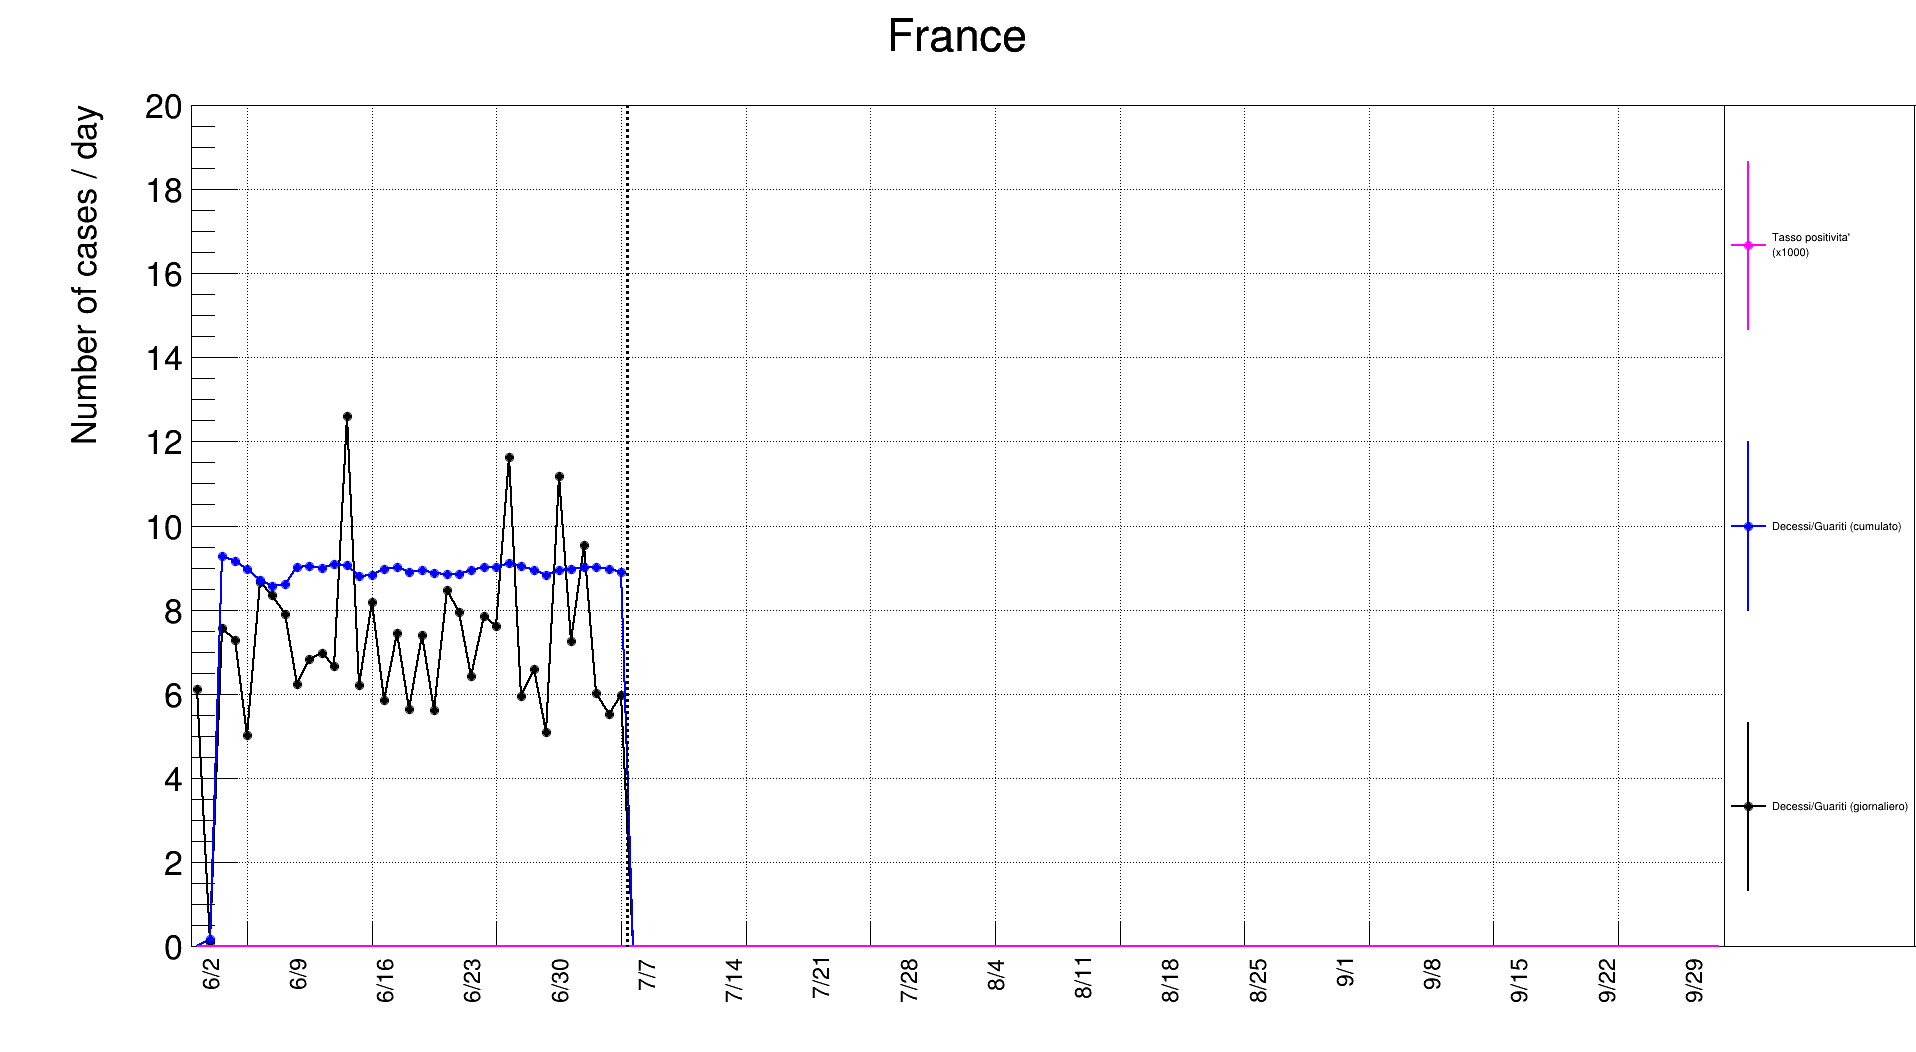 France
Number of cases / day
20
18
16
14
12
10
8
6
4
2
0
6/2 6/9 6/16 6/23 6/30 7/7 7/14 7/21 7/28 8/4 8/11 8/18 8/25 9/1 9/8 9/15 9/22 9/29
Tasso positivita'
(x1000)
Decessi/Guariti (cumulato)
Decessi/Guariti (giornaliero)